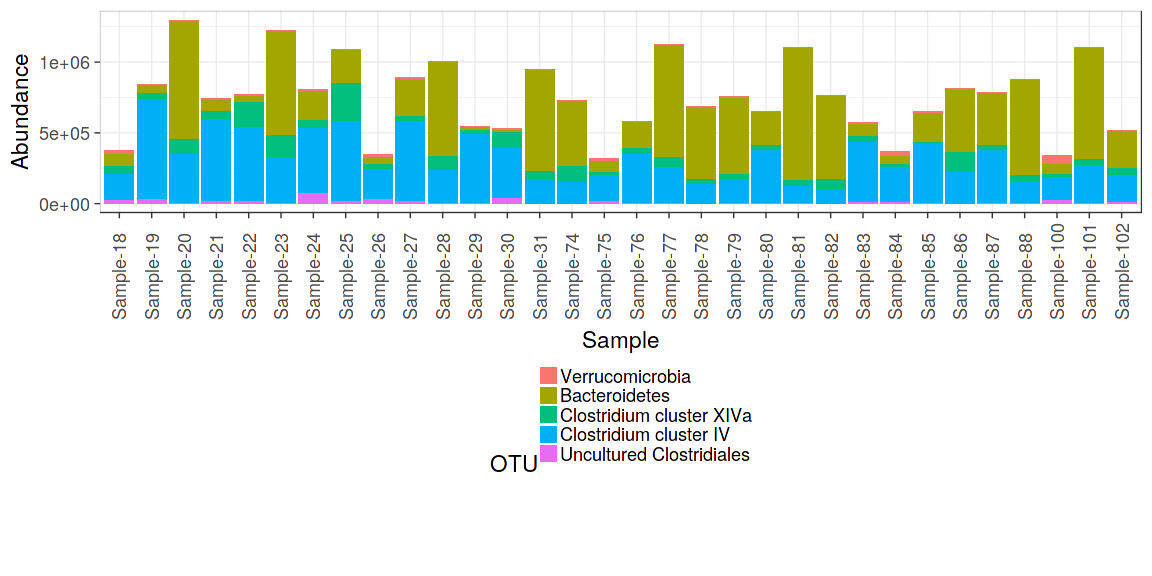 Abundance
1e+06
5e+05
0e+00
Sample-18
Sample-19
Sample-20
Sample-21
Sample-22
Sample-23
Sample-24
Sample-25
Sample-26
Sample-27
Sample-28
Sample-29
Sample-30
Sample-31
Sample-74
Sample-75
Sample-76
Sample-77
Sample-78
Sample-79
Sample-80
Sample-81
Sample-82
Sample-83
Sample-84
Sample-85
Sample-86
Sample-87
Sample-88
Sample-100
Sample-101
Sample-102
Sample
OTU
Verrucomicrobia
Bacteroidetes
Clostridium cluster XIVa
Clostridium cluster IV
Uncultured Clostridiales